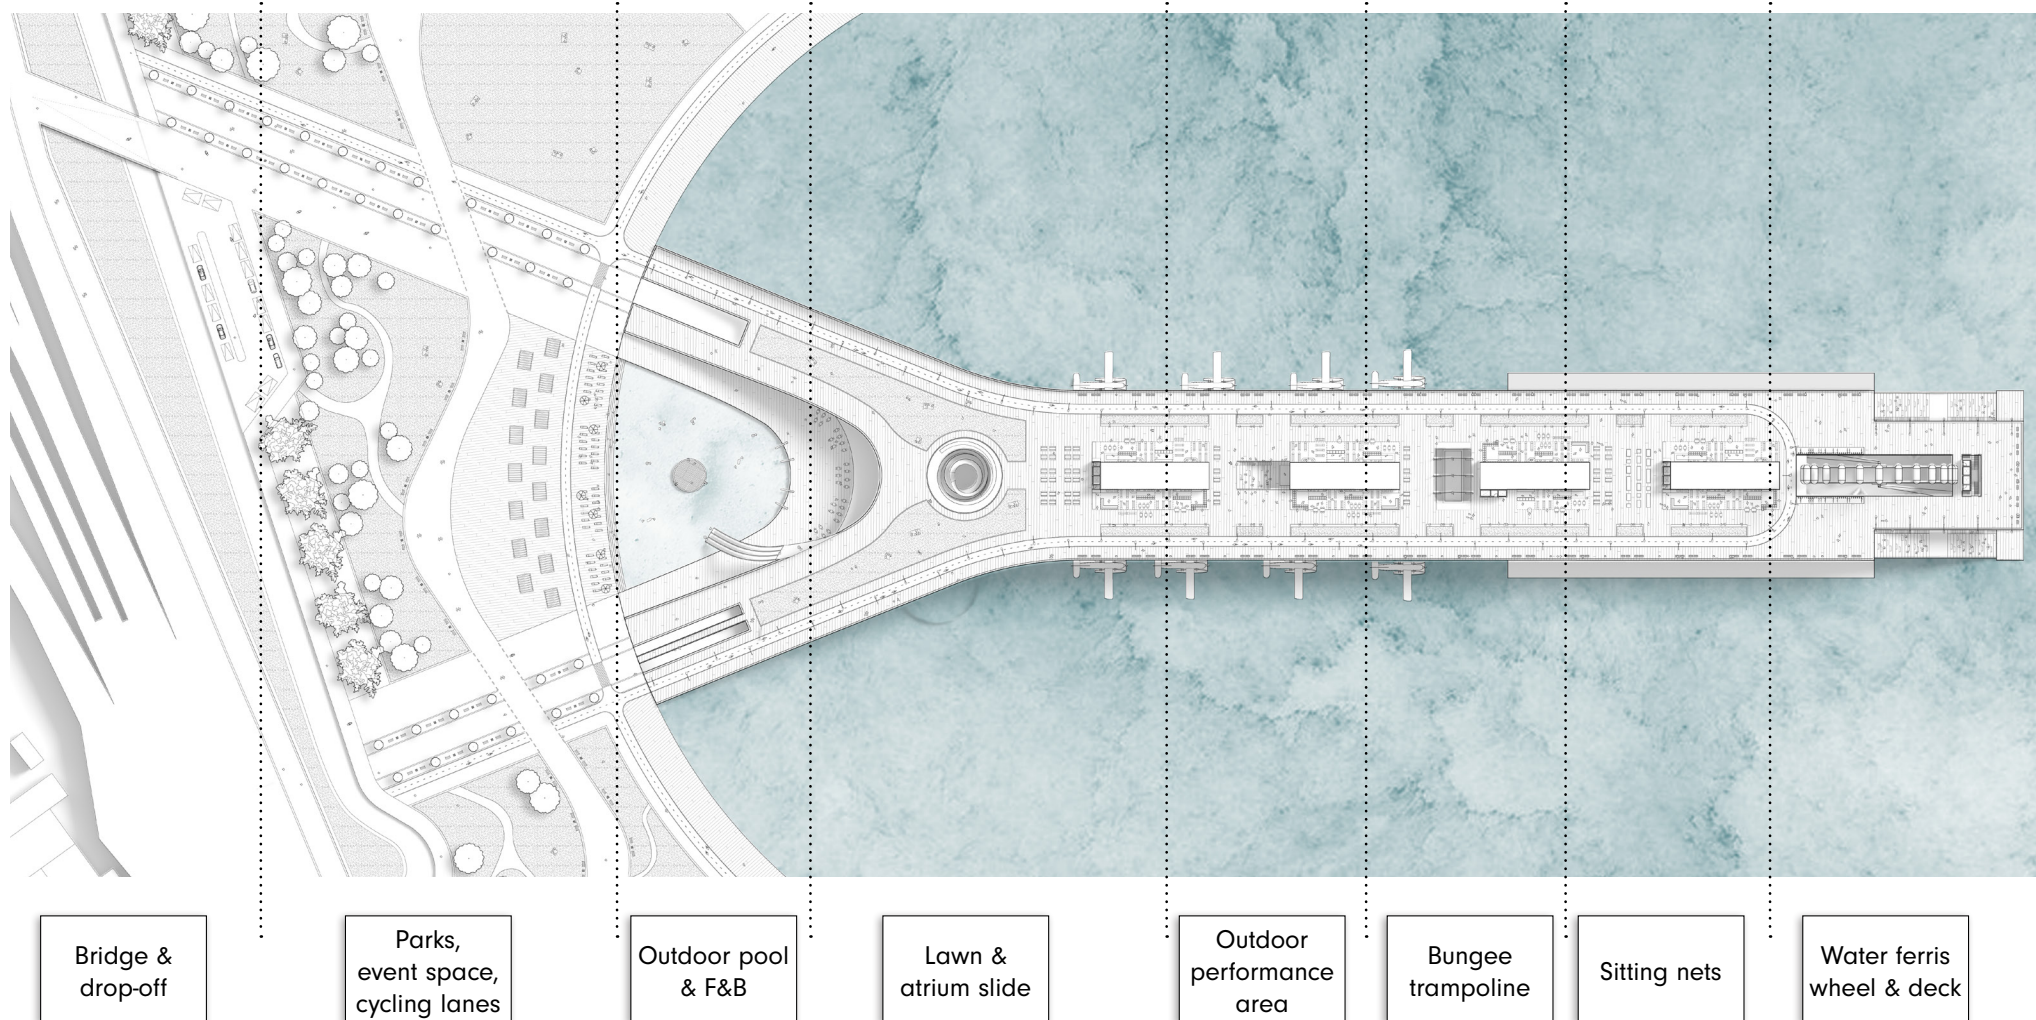 Bridge &
drop-off
Parks,
event space,
cycling lanes
Outdoor pool
& F&B
Lawn &
atrium slide
Outdoor
performance
area
Bungee
trampoline
Sitting nets
Water ferris
wheel & deck